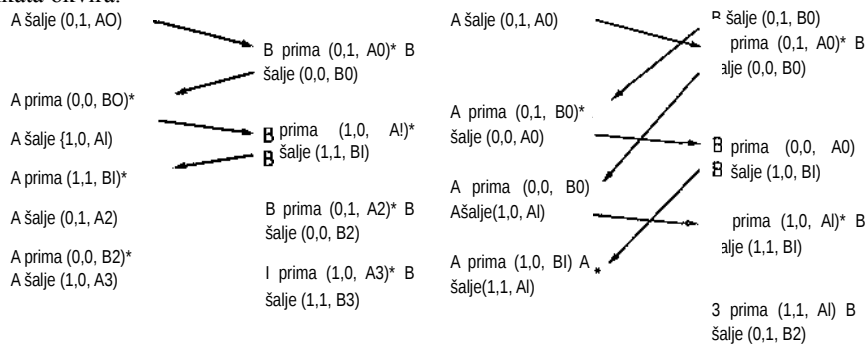 A šalje (0,1, AO)
B prima (0,1, A0)* B
šalje (0,0, B0)
A prima (0,0, BO)*
A šalje {1,0, Al)
B prima (1,0, A!)*
B šalje (1,1, BI)
A prima (1,1, BI)*
A šalje (0,1, A2)
B prima (0,1, A2)* B
šalje (0,0, B2)
A prima (0,0, B2)*
A šalje (1,0, A3)
I prima (1,0, A3)* B
šalje (1,1, B3)
A šalje (0,1, A0)
B šalje (0,1, B0)
prima (0,1, A0)* B
alje (0,0, B0)
A prima (0,1, B0)*
šalje (0,0, A0)
B prima (0,0, A0)
B šalje (1,0, BI)
A prima (0,0, B0)
Ašalje(1,0, Al)
prima (1,0, Al)* B
alje (1,1, BI)
A prima (1,0, BI) A *
šalje(1,1, Al)
3 prima (1,1, Al) B
šalje (0,1, B2)